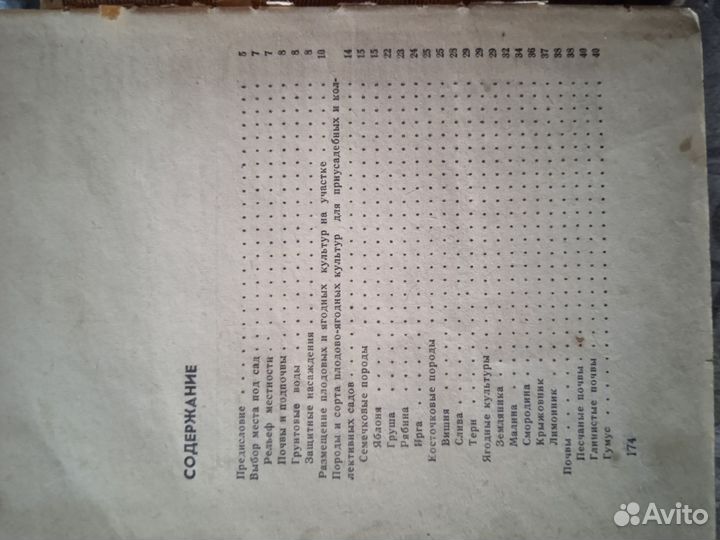 СОДЕРЖАНИЕ
Предисловие . . . . . . . . . . 5
Выбор места под сад . . . . . . . . . . 7
Рельеф местности . . . . . . . . . . 7
Почвы и подпочвы . . . . . . . . . . 8
Грунтовые воды . . . . . . . . . . 8
Защитные насаждения . . . . . . . . . . 8
Размещение плодовых и ягодных культур на участке . . 10
Породы и сорта плодово-ягодных культур для приусадебных и кол-
лективных садов . . . . . . . . . . 14
Семечковые породы . . . . . . . . . . 15
Яблоня . . . . . . . . . . 15
Груша . . . . . . . . . . 22
Рябина . . . . . . . . . . 23
Ирга . . . . . . . . . . 24
Косточковые породы . . . . . . . . . . 25
Вишня . . . . . . . . . . 25
Слива . . . . . . . . . . 28
Терн . . . . . . . . . . 29
Ягодные культуры . . . . . . . . . . 29
Земляника . . . . . . . . . . 29
Малина . . . . . . . . . . 32
Смородина . . . . . . . . . . 34
Крыжовник . . . . . . . . . . 36
Лимонник . . . . . . . . . . 37
Почвы . . . . . . . . . . 38
Песчаные почвы . . . . . . . . . . 38
Глинистые почвы . . . . . . . . . . 40
Гумус . . . . . . . . . . 40
174
Avito